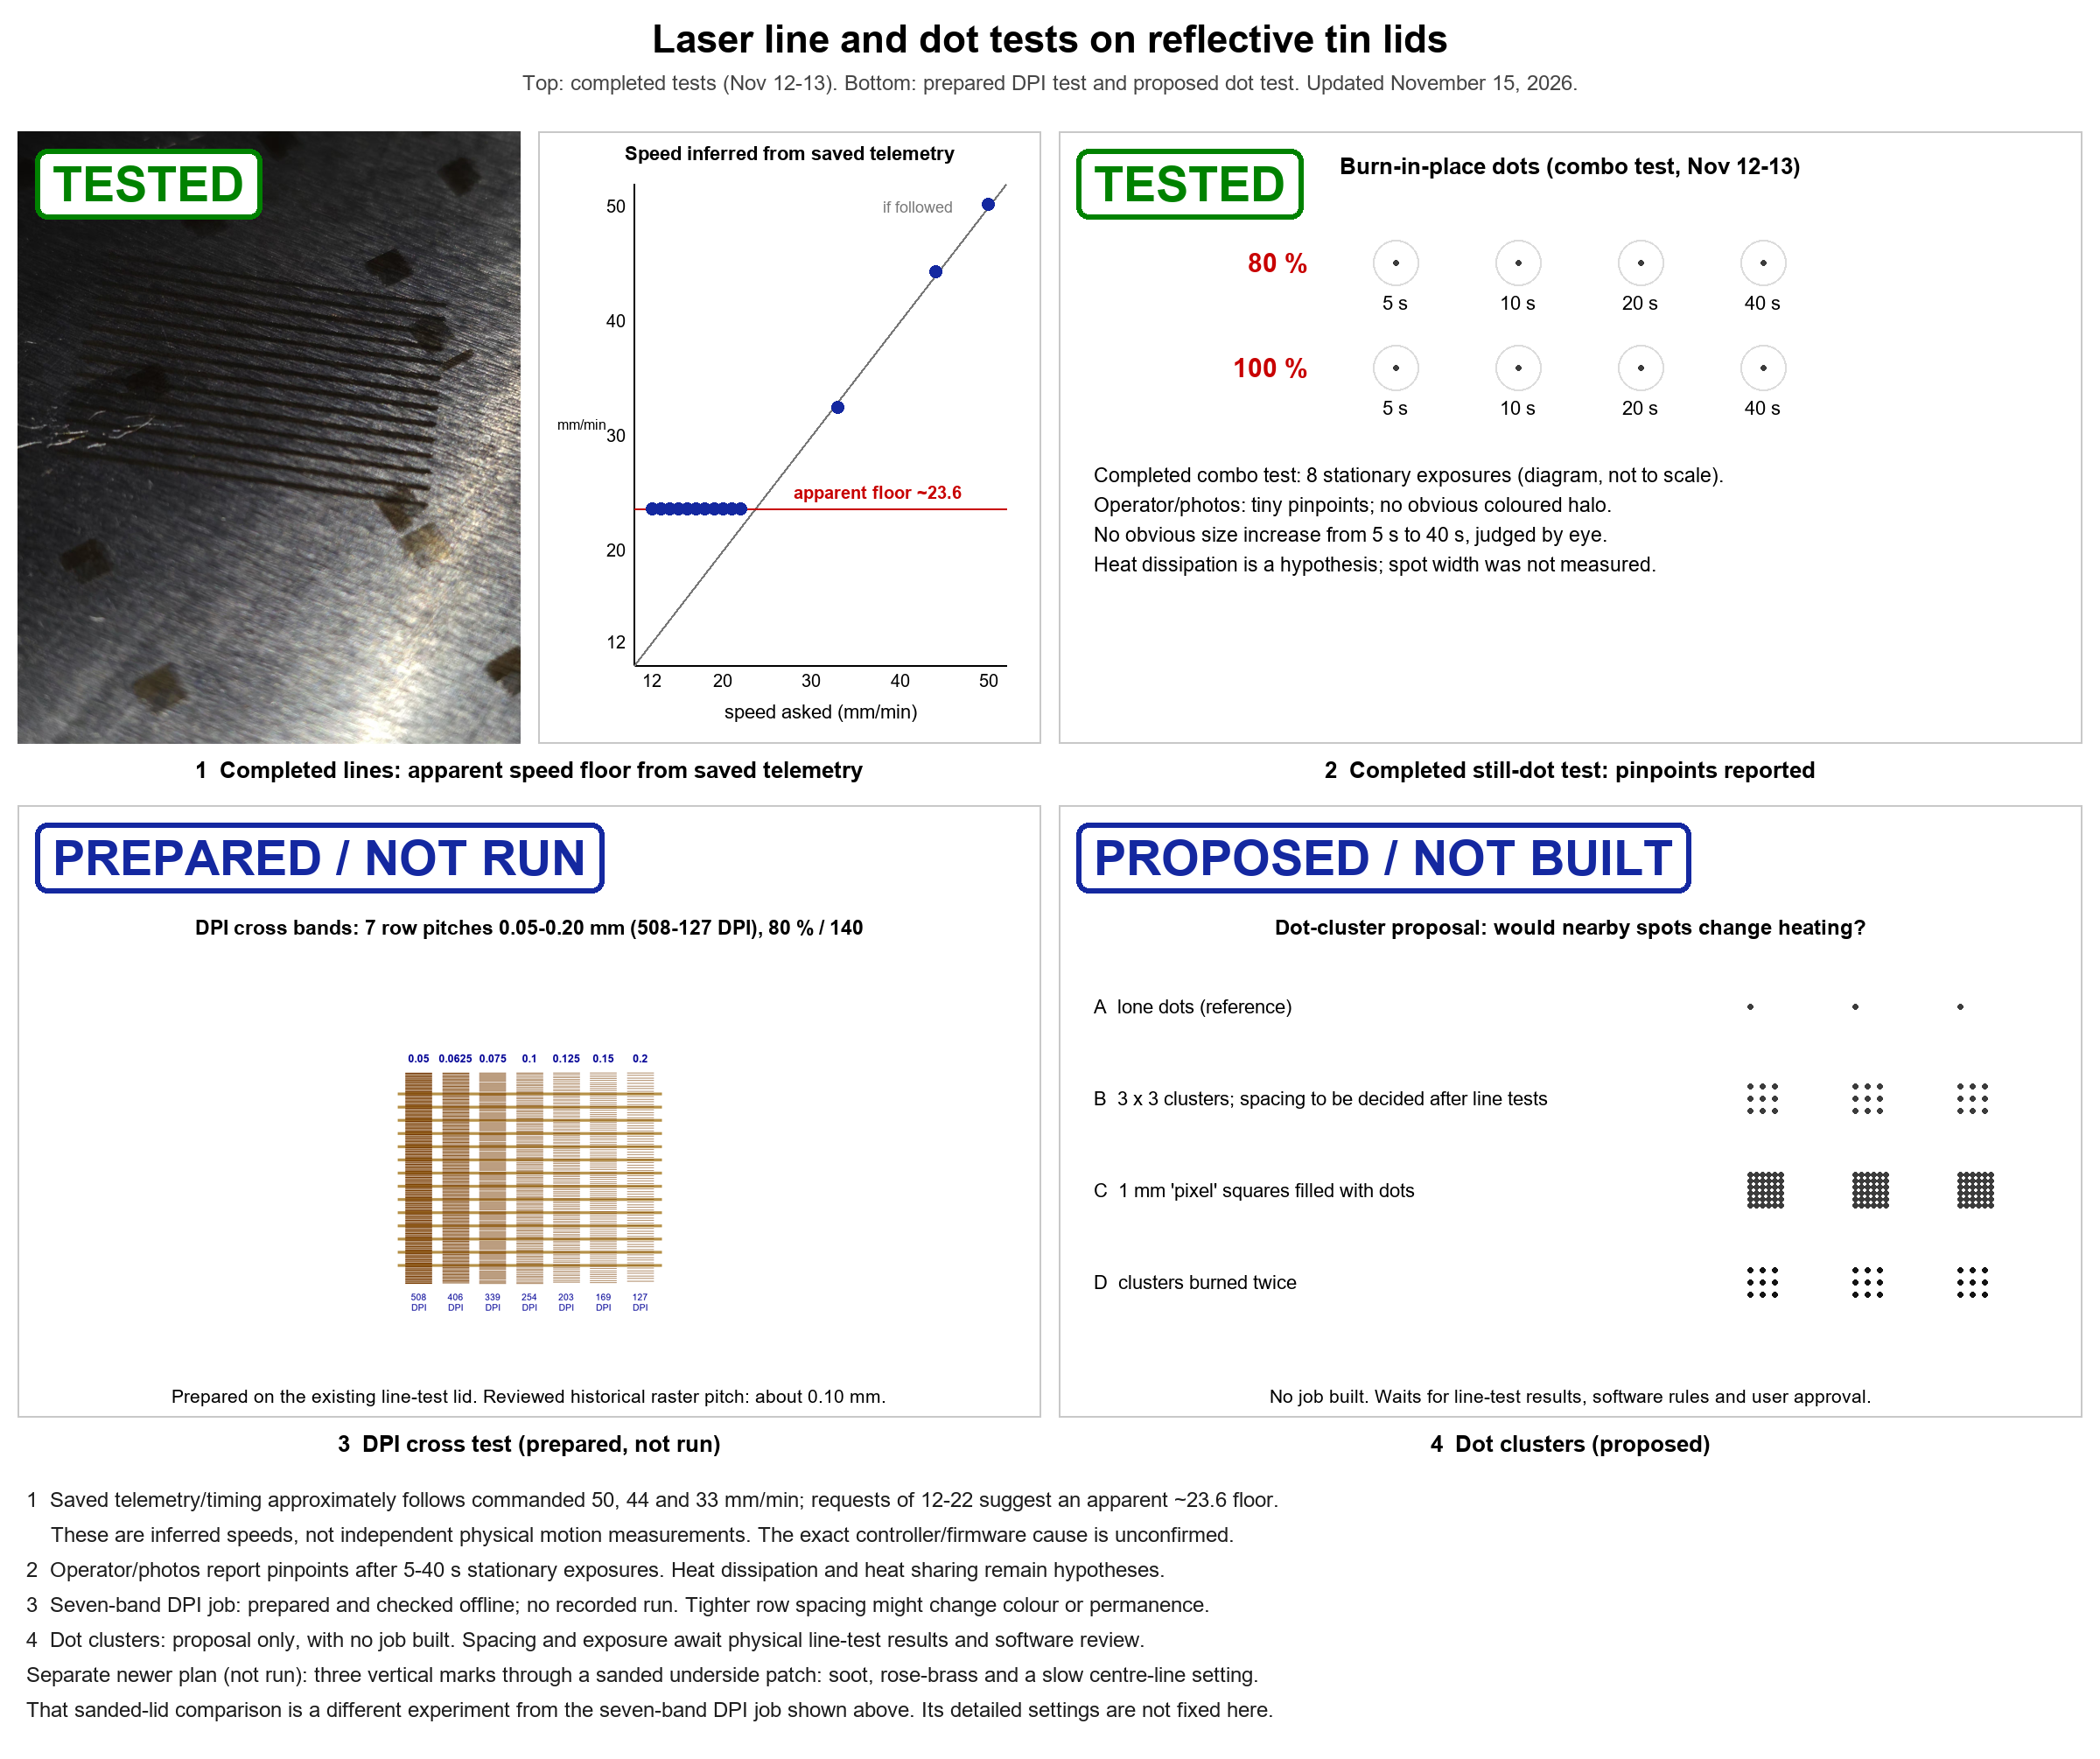 Laser line and dot tests on reflective tin lids
Top: completed tests (Nov 12-13). Bottom: prepared DPI test and proposed dot test. Updated November 15, 2026.
TESTED
Speed inferred from saved telemetry
50
if followed
40
mm/min
30
apparent floor ~23.6
20
12
12 20 30 40 50
speed asked (mm/min)
1 Completed lines: apparent speed floor from saved telemetry
TESTED
Burn-in-place dots (combo test, Nov 12-13)
80 %
5 s 10 s 20 s 40 s
100 %
5 s 10 s 20 s 40 s
Completed combo test: 8 stationary exposures (diagram, not to scale).
Operator/photos: tiny pinpoints; no obvious coloured halo.
No obvious size increase from 5 s to 40 s, judged by eye.
Heat dissipation is a hypothesis; spot width was not measured.
2 Completed still-dot test: pinpoints reported
PREPARED / NOT RUN
DPI cross bands: 7 row pitches 0.05-0.20 mm (508-127 DPI), 80 % / 140
0.05 0.0625 0.075 0.1 0.125 0.15 0.2
508 406 339 254 203 169 127
DPI DPI DPI DPI DPI DPI DPI
Prepared on the existing line-test lid. Reviewed historical raster pitch: about 0.10 mm.
3 DPI cross test (prepared, not run)
PROPOSED / NOT BUILT
Dot-cluster proposal: would nearby spots change heating?
A lone dots (reference)
B 3 x 3 clusters; spacing to be decided after line tests
C 1 mm 'pixel' squares filled with dots
D clusters burned twice
No job built. Waits for line-test results, software rules and user approval.
4 Dot clusters (proposed)
1 Saved telemetry/timing approximately follows commanded 50, 44 and 33 mm/min; requests of 12-22 suggest an apparent ~23.6 floor.
These are inferred speeds, not independent physical motion measurements. The exact controller/firmware cause is unconfirmed.
2 Operator/photos report pinpoints after 5-40 s stationary exposures. Heat dissipation and heat sharing remain hypotheses.
3 Seven-band DPI job: prepared and checked offline; no recorded run. Tighter row spacing might change colour or permanence.
4 Dot clusters: proposal only, with no job built. Spacing and exposure await physical line-test results and software review.
Separate newer plan (not run): three vertical marks through a sanded underside patch: soot, rose-brass and a slow centre-line setting.
That sanded-lid comparison is a different experiment from the seven-band DPI job shown above. Its detailed settings are not fixed here.